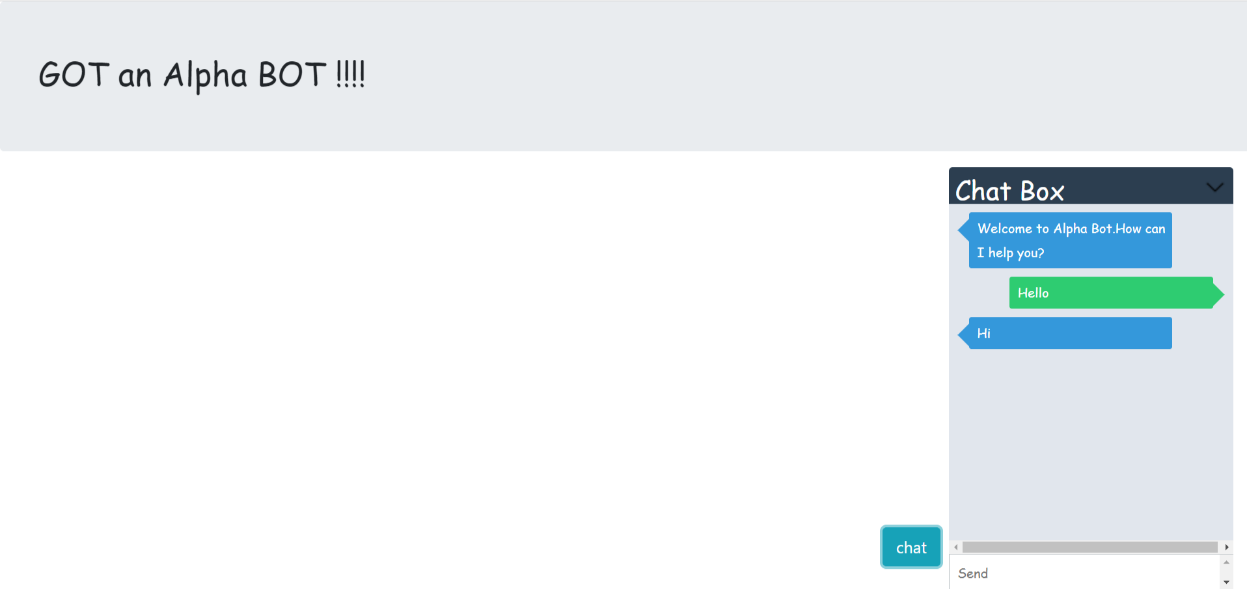 GOT an Alpha BOT !!!!
Chat Box
Welcome to Alpha Bot.How can
I help you?
Hello
Hi
chat
Send